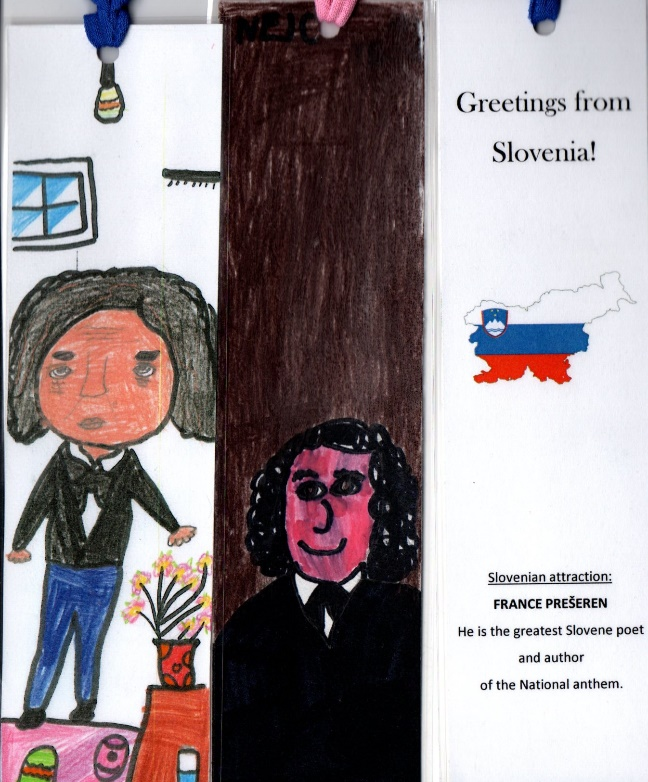 NEJC
Greetings from
Slovenia!
Slovenian attraction:
FRANCE PREŠEREN
He is the greatest Slovene poet
and author
of the National anthem.